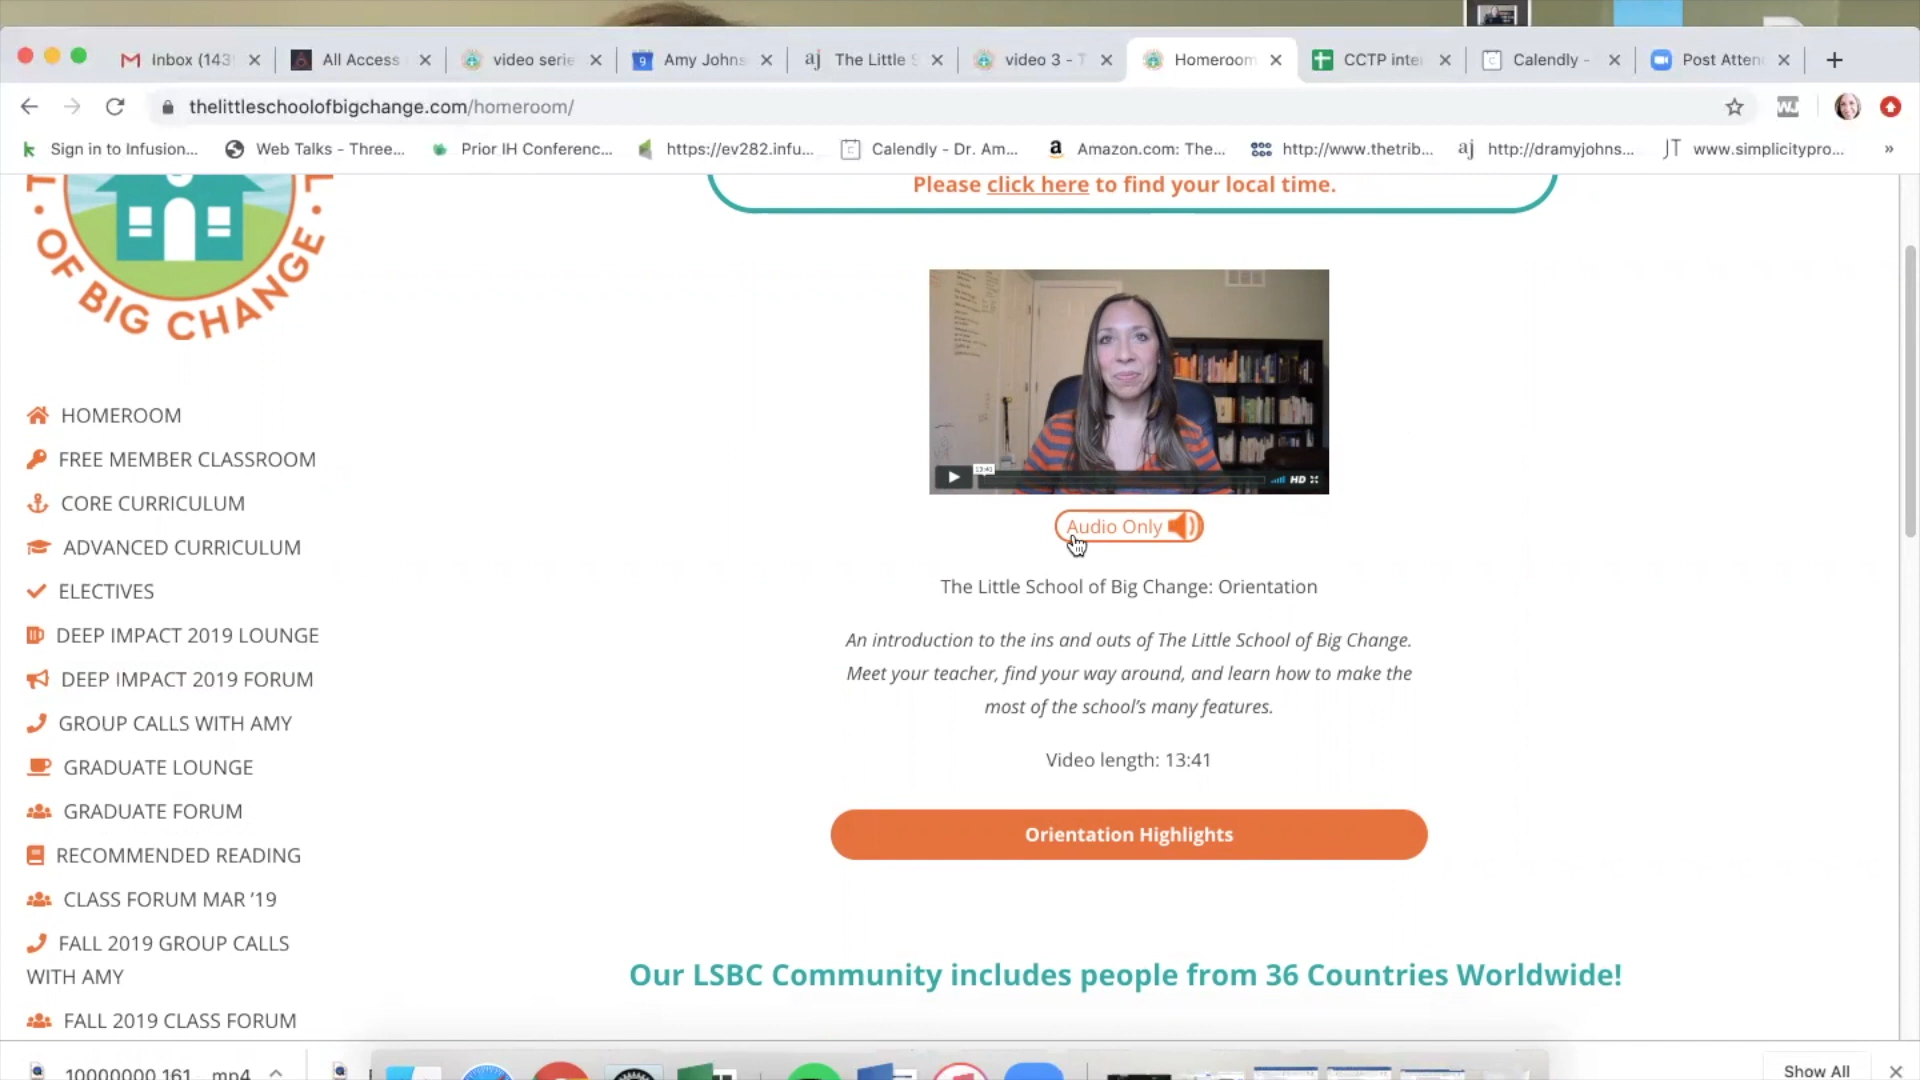 Inbox (143
All Access
video serie
Amy Johns
aj The Little S
video 3 - T
Homeroom
CCTP inte
Calendly -
Post Atten
thelittleschoolofbigchange.com/homeroom/
Sign in to Infusion...
Web Talks - Three...
Prior IH Conferenc...
https://ev282.infu...
Calendly - Dr. Am...
Amazon.com: The...
http://www.thetrib...
aj http://dramyjohns...
JT www.simplicitypro...
»
OF BIG CHANGE
Please click here to find your local time.
13:41
HD
Audio Only
The Little School of Big Change: Orientation
An introduction to the ins and outs of The Little School of Big Change.
Meet your teacher, find your way around, and learn how to make the
most of the school's many features.
Video length: 13:41
Orientation Highlights
Our LSBC Community includes people from 36 Countries Worldwide!
HOMEROOM
FREE MEMBER CLASSROOM
CORE CURRICULUM
ADVANCED CURRICULUM
ELECTIVES
DEEP IMPACT 2019 LOUNGE
DEEP IMPACT 2019 FORUM
GROUP CALLS WITH AMY
GRADUATE LOUNGE
GRADUATE FORUM
RECOMMENDED READING
CLASS FORUM MAR '19
FALL 2019 GROUP CALLS
WITH AMY
FALL 2019 CLASS FORUM
10000000_161....mp4
Show All